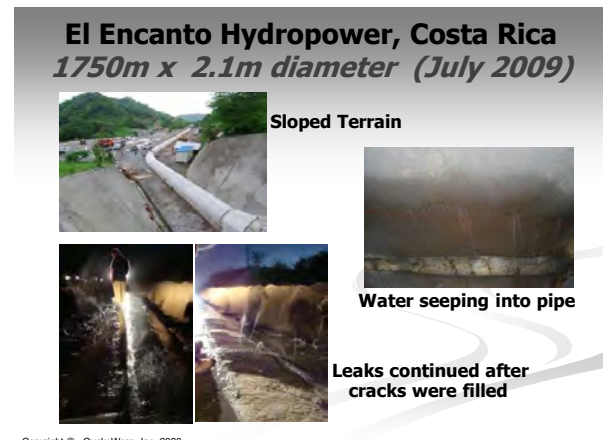 El Encanto Hydropower, Costa Rica
1750m x 2.1m diameter (July 2009)
Sloped Terrain
Water seeping into pipe
Leaks continued after
cracks were filled